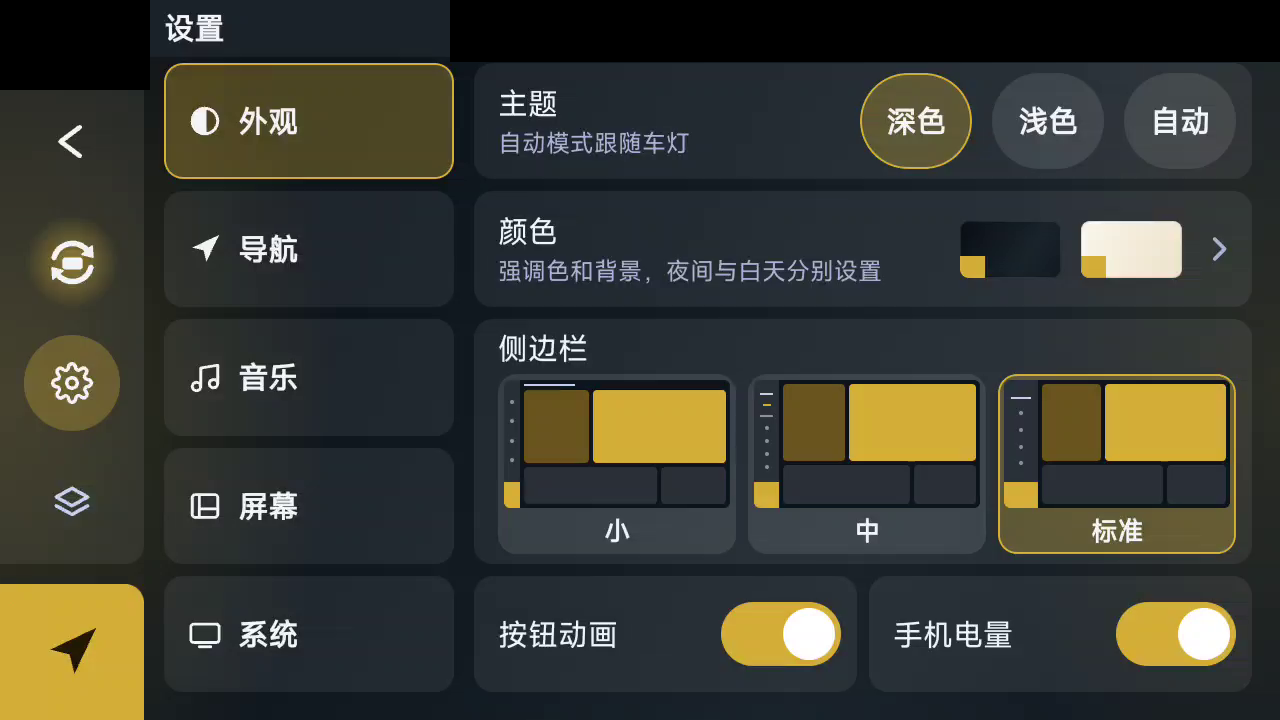 设置
外观
导航
音乐
屏幕
系统
主题
自动模式跟随车灯
深色
浅色
自动
颜色
强调色和背景，夜间与白天分别设置
侧边栏
小
中
标准
按钮动画
手机电量